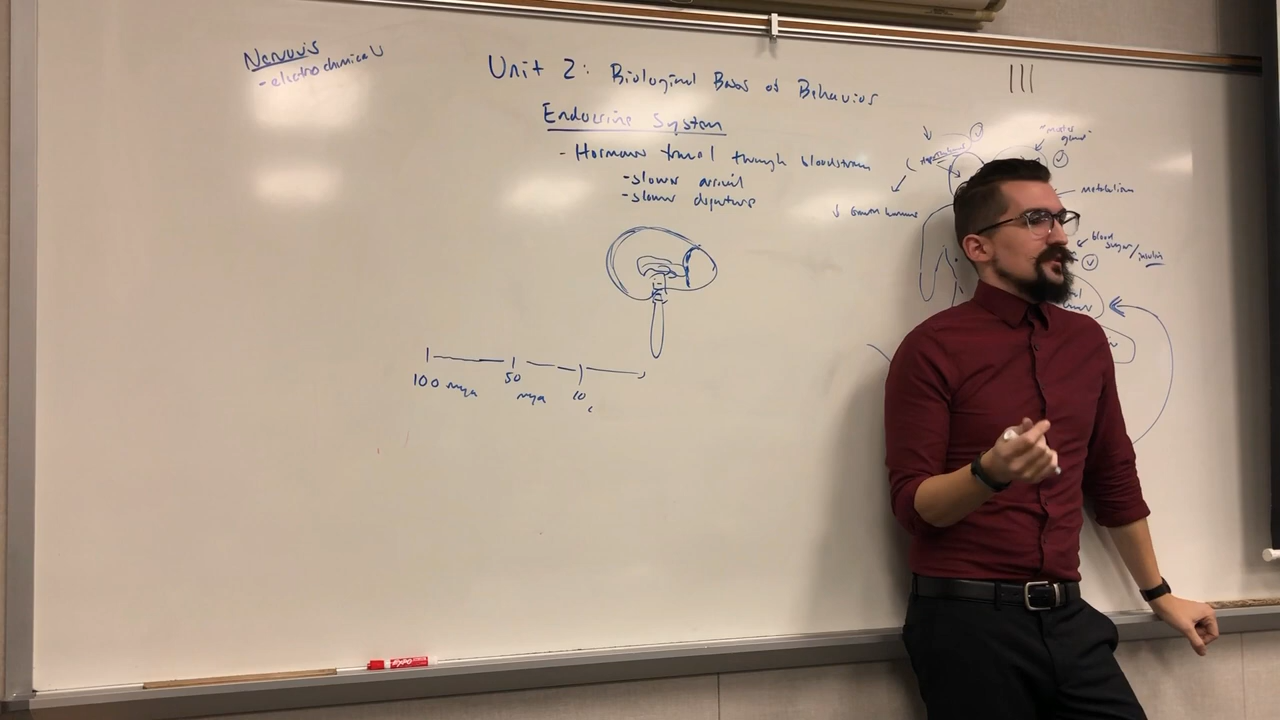 Nervous
- electrochemical
Unit 2: Biological Bases of Behavior
Endocrine System
- Hormones travel through bloodstream
- slower arrival
- slower departure
"master
gland"
metabolism
↓ Growth hormone
blood
sugar/
insulin
100 mya
50
mya
10